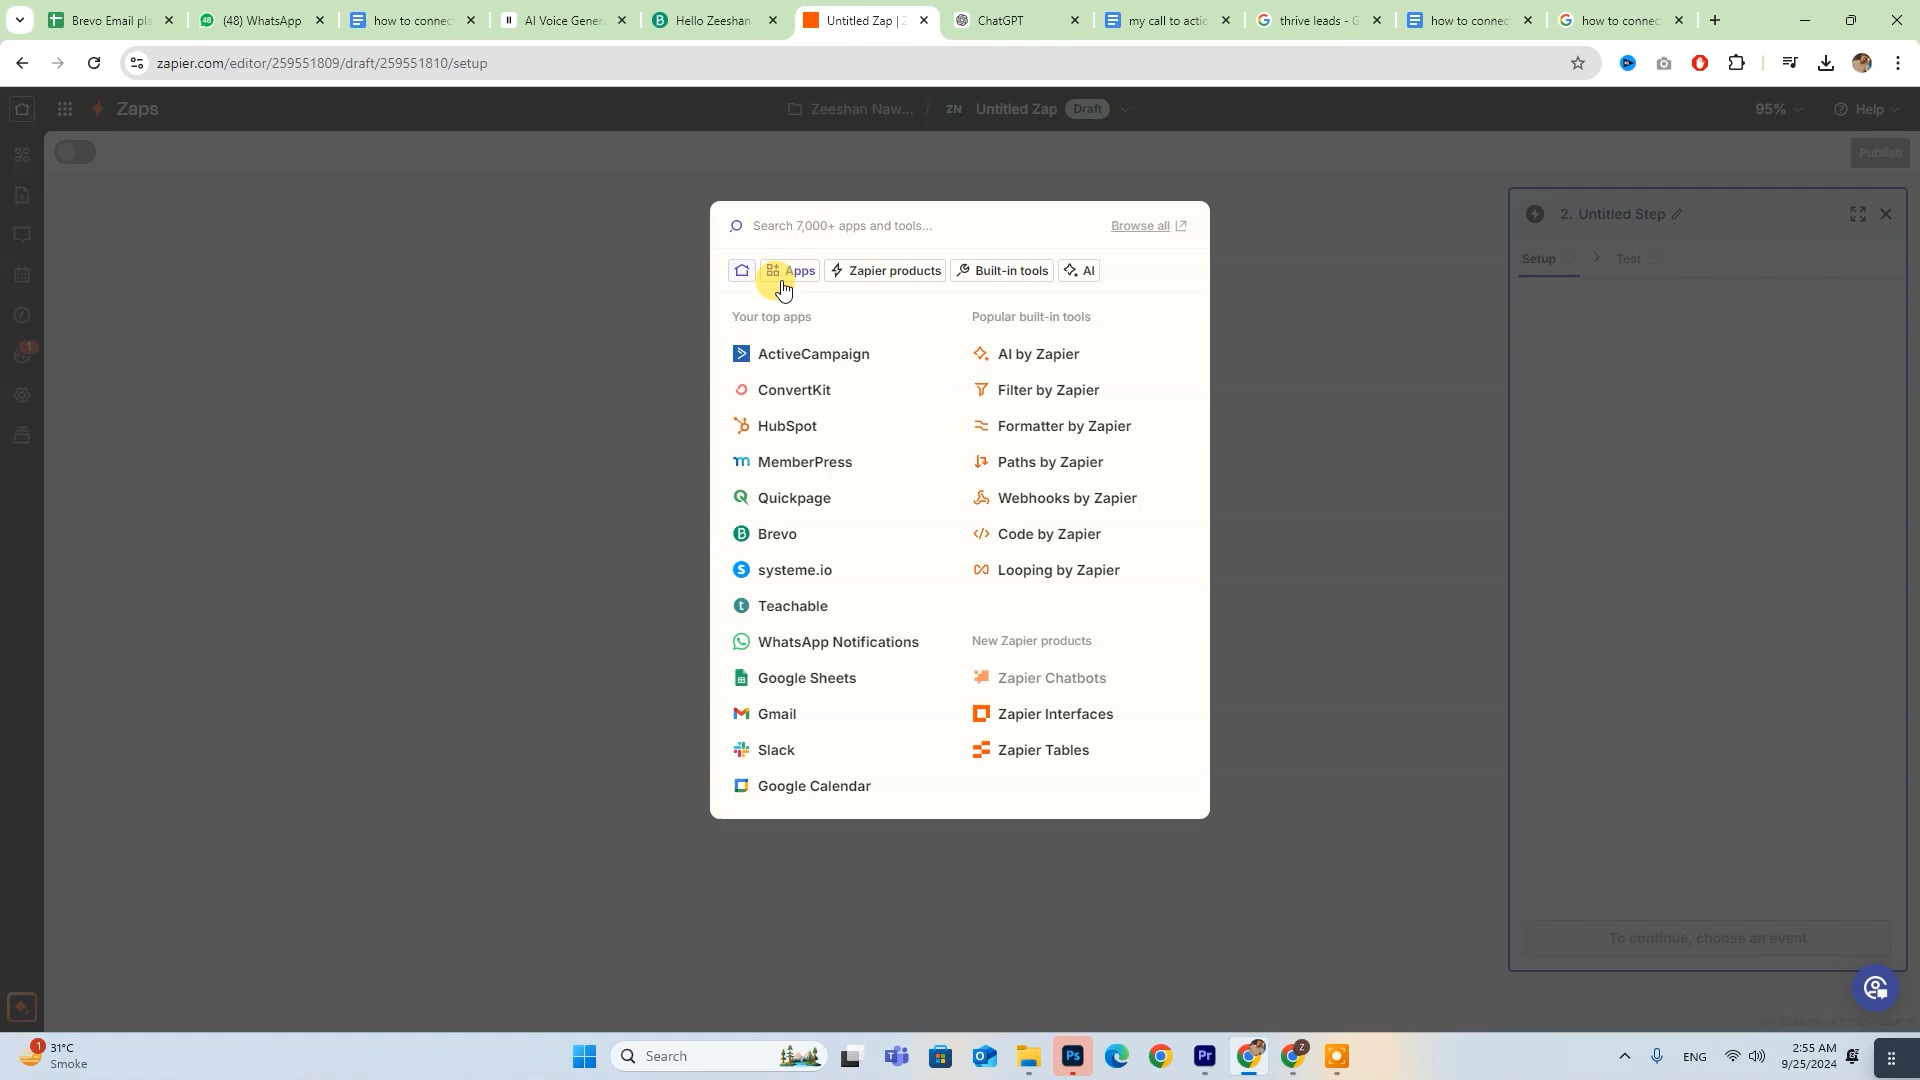 Brevo Email pla
(48) WhatsApp
how to connec
AI Voice Gener
Hello Zeeshan
Untitled Zap | Z
ChatGPT
my call to actio
thrive leads - G
how to connec
how to connec
zapier.com/editor/259551809/draft/259551810/setup
Zaps
Zeeshan Naw... / ZN Untitled Zap Draft
95%
Help
Publish
2. Untitled Step
Setup
Test
Search 7,000+ apps and tools...
Browse all
Apps
Zapier products
Built-in tools
AI
Your top apps
ActiveCampaign
ConvertKit
HubSpot
MemberPress
Quickpage
Brevo
systeme.io
Teachable
WhatsApp Notifications
Google Sheets
Gmail
Slack
Google Calendar
Popular built-in tools
AI by Zapier
Filter by Zapier
Formatter by Zapier
Paths by Zapier
Webhooks by Zapier
Code by Zapier
Looping by Zapier
New Zapier products
Zapier Chatbots
Zapier Interfaces
Zapier Tables
To continue, choose an event
1
1
31°C
Smoke
Search
ENG
2:55 AM
9/25/2024